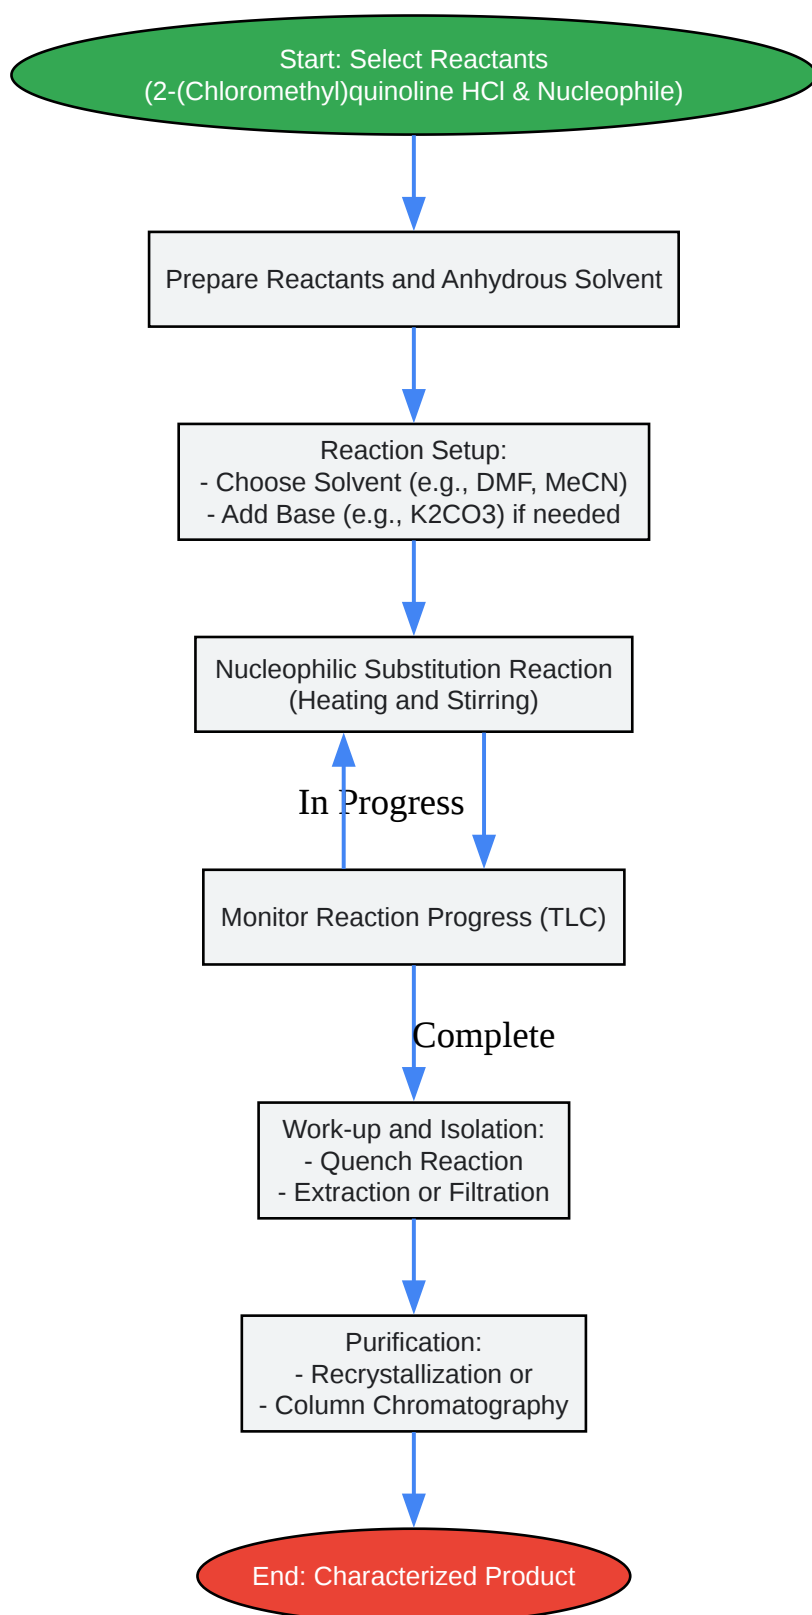 Start: Select Reactants
(2-(Chloromethyl)quinoline HCl & Nucleophile)
Prepare Reactants and Anhydrous Solvent
Reaction Setup:
- Choose Solvent (e.g., DMF, MeCN)
- Add Base (e.g., K2CO3) if needed
Nucleophilic Substitution Reaction
(Heating and Stirring)
In Progress
Monitor Reaction Progress (TLC)
Complete
Work-up and Isolation:
- Quench Reaction
- Extraction or Filtration
Purification:
- Recrystallization or
- Column Chromatography
End: Characterized Product